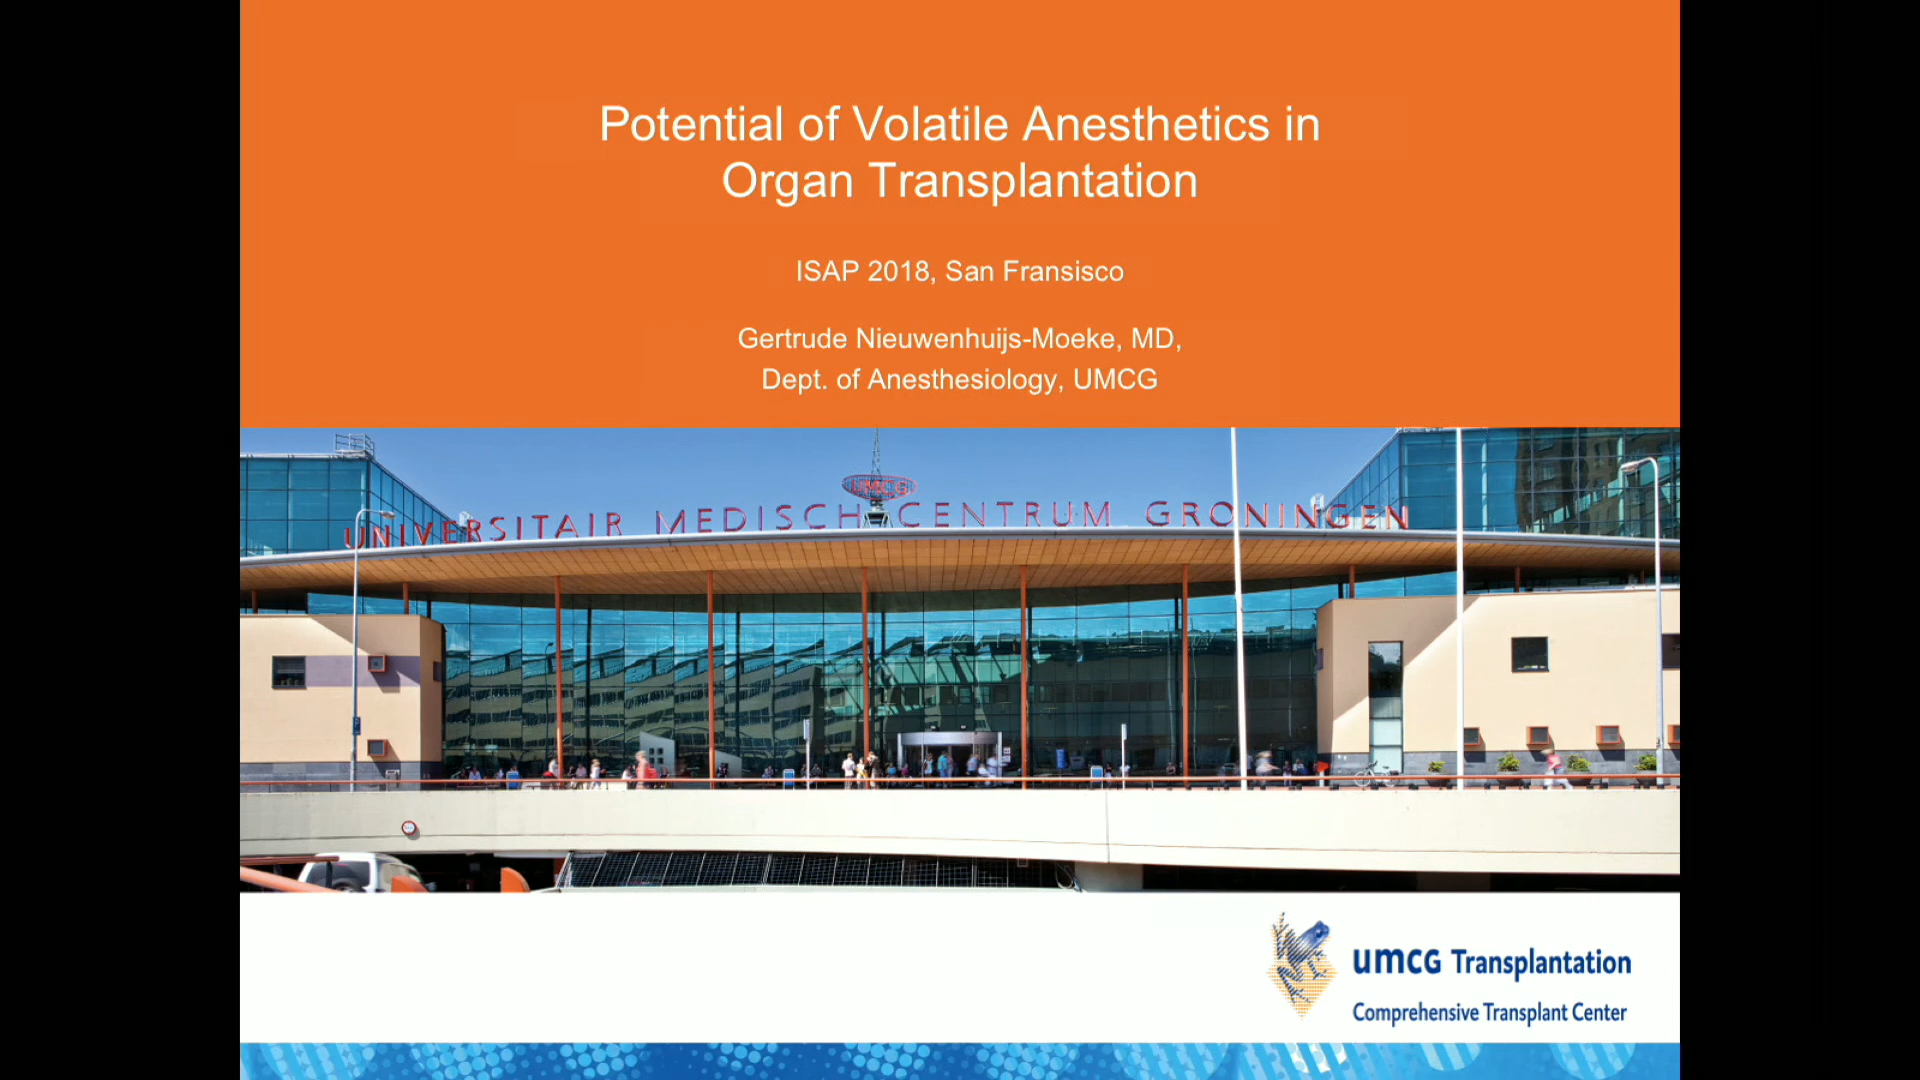 Potential of Volatile Anesthetics in
Organ Transplantation
ISAP 2018, San Fransisco
Gertrude Nieuwenhuijs-Moeke, MD,
Dept. of Anesthesiology, UMCG
UMCG
UNIVERSITAIR MEDISCH CENTRUM GRONINGEN
umcG Transplantation
Comprehensive Transplant Center